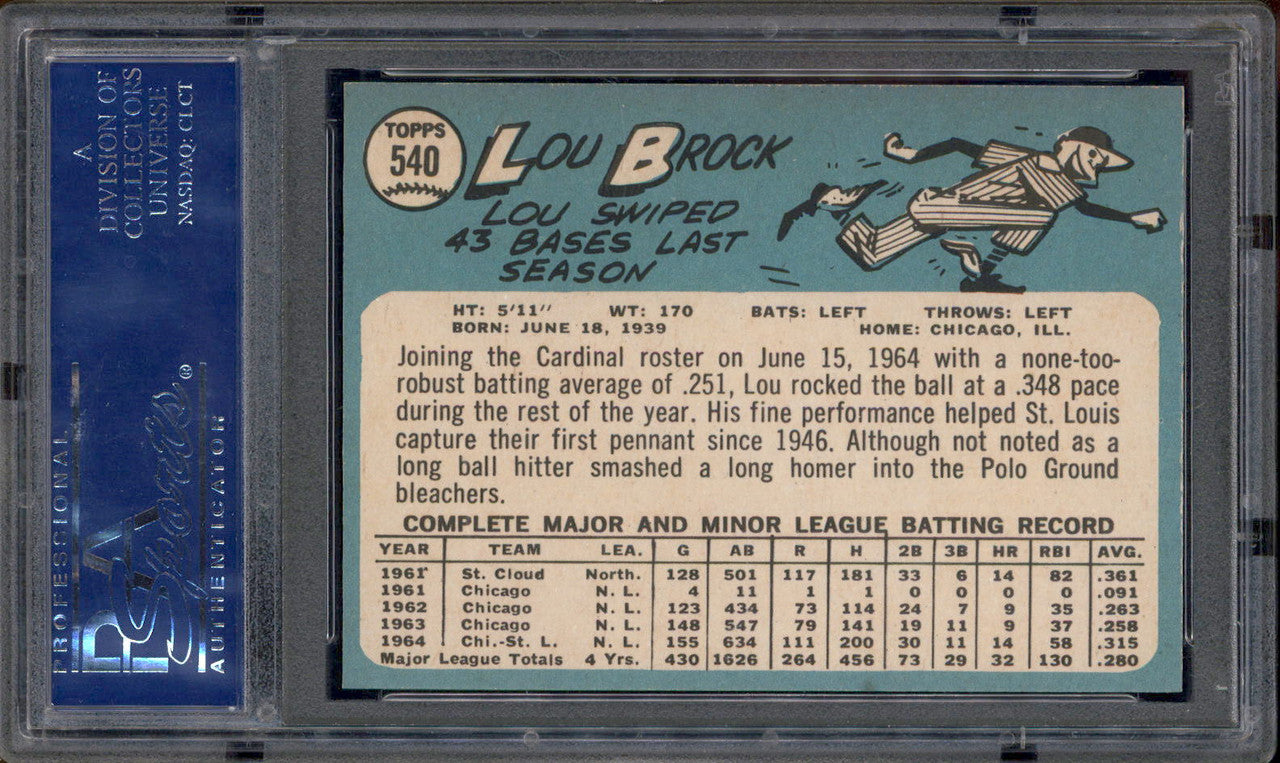 A
DIVISION OF
COLLECTORS
UNIVERSE
NASDAQ: CLCT
PROFESSIONAL
PSA
Sports®
AUTHENTICATOR
TOPPS
540
LOU BROCK
LOU SWIPED
43 BASES LAST
SEASON
HT: 5'11" WT: 170 BATS: LEFT THROWS: LEFT
BORN: JUNE 18, 1939 HOME: CHICAGO, ILL.
Joining the Cardinal roster on June 15, 1964 with a none-too-
robust batting average of .251, Lou rocked the ball at a .348 pace
during the rest of the year. His fine performance helped St. Louis
capture their first pennant since 1946. Although not noted as a
long ball hitter smashed a long homer into the Polo Ground
bleachers.
COMPLETE MAJOR AND MINOR LEAGUE BATTING RECORD
YEAR TEAM LEA. G AB R H 2B 3B HR RBI AVG.
1961 St. Cloud North. 128 501 117 181 33 6 14 82 .361
1961 Chicago N. L. 4 11 1 1 0 0 0 0 .091
1962 Chicago N. L. 123 434 73 114 24 7 9 35 .263
1963 Chicago N. L. 148 547 79 141 19 11 9 37 .258
1964 Chi.-St. L. N. L. 155 634 111 200 30 11 14 58 .315
Major League Totals 4 Yrs. 430 1626 264 456 73 29 32 130 .280